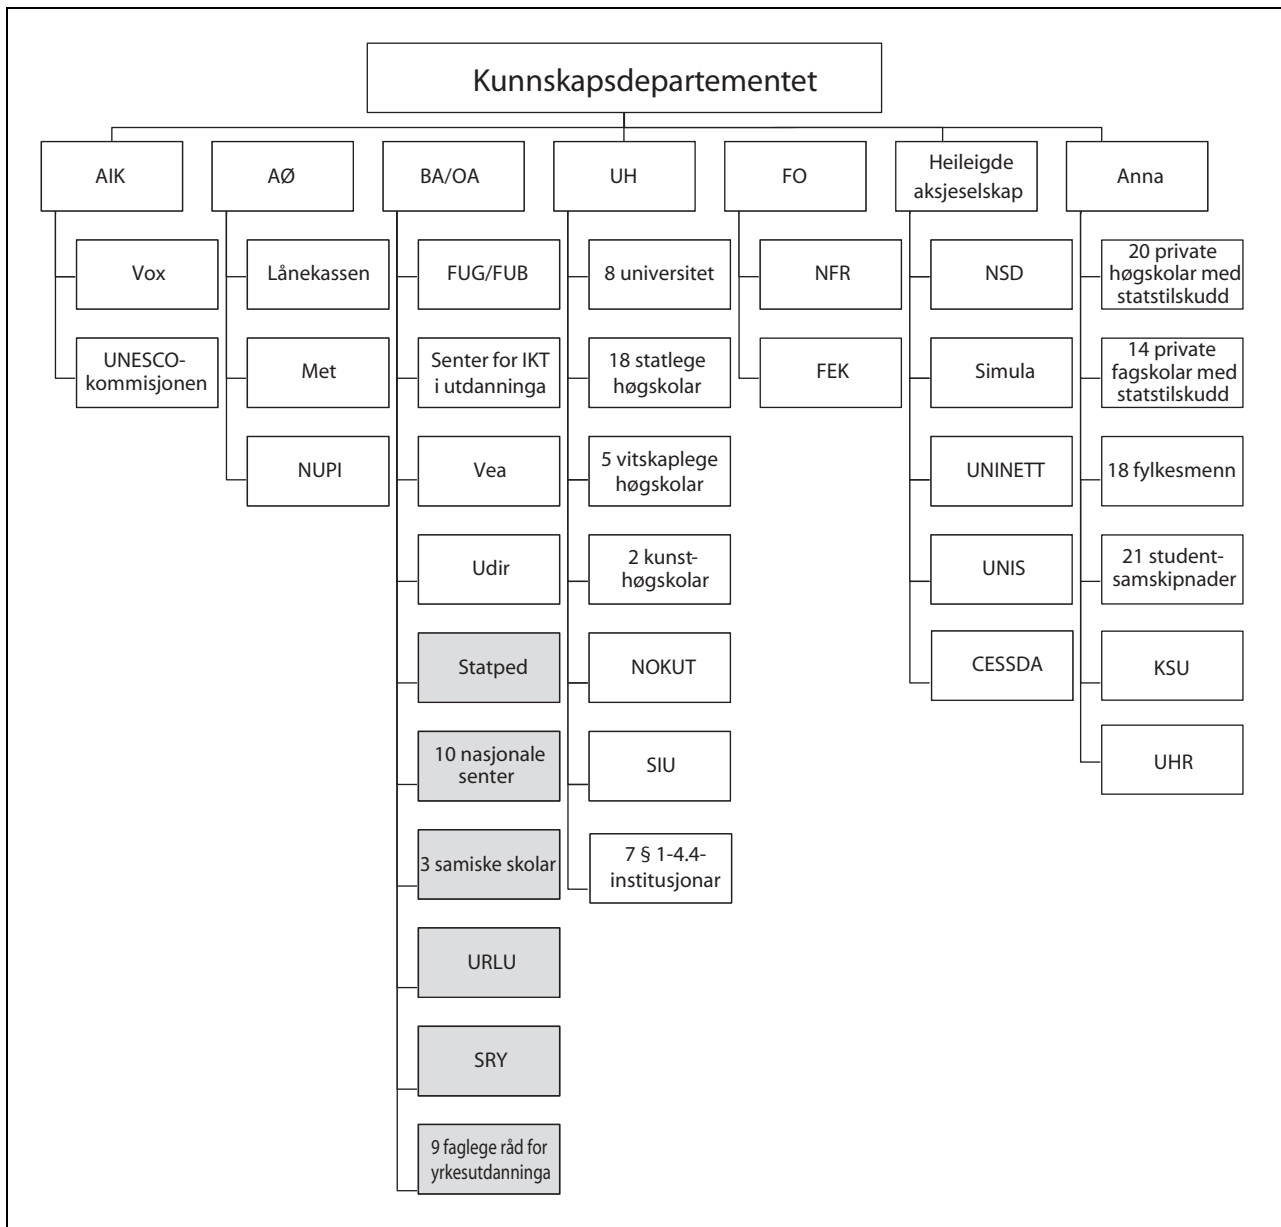 Kunnskapsdepartementet
AIK
Vox
UNESCO-
kommisjonen
AØ
Lånekassen
Met
NUPI
BA/OA
FUG/FUB
Senter for IKT
i utdanninga
Vea
Udir
Statped
10 nasjonale
senter
3 samiske skolar
URLU
SRY
9 faglege råd for
yrkesutdanninga
UH
8 universitet
18 statlege
høgskolar
5 vitskaplege
høgskolar
2 kunst-
høgskolar
NOKUT
SIU
7 § 1-4.4-
institusjonar
FO
NFR
FEK
Heileigde
aksjeselskap
NSD
Simula
UNINETT
UNIS
CESSDA
Anna
20 private
høgskolar med
statstilskudd
14 private
fagskolar med
statstilskudd
18 fylkesmenn
21 student-
samskipnader
KSU
UHR